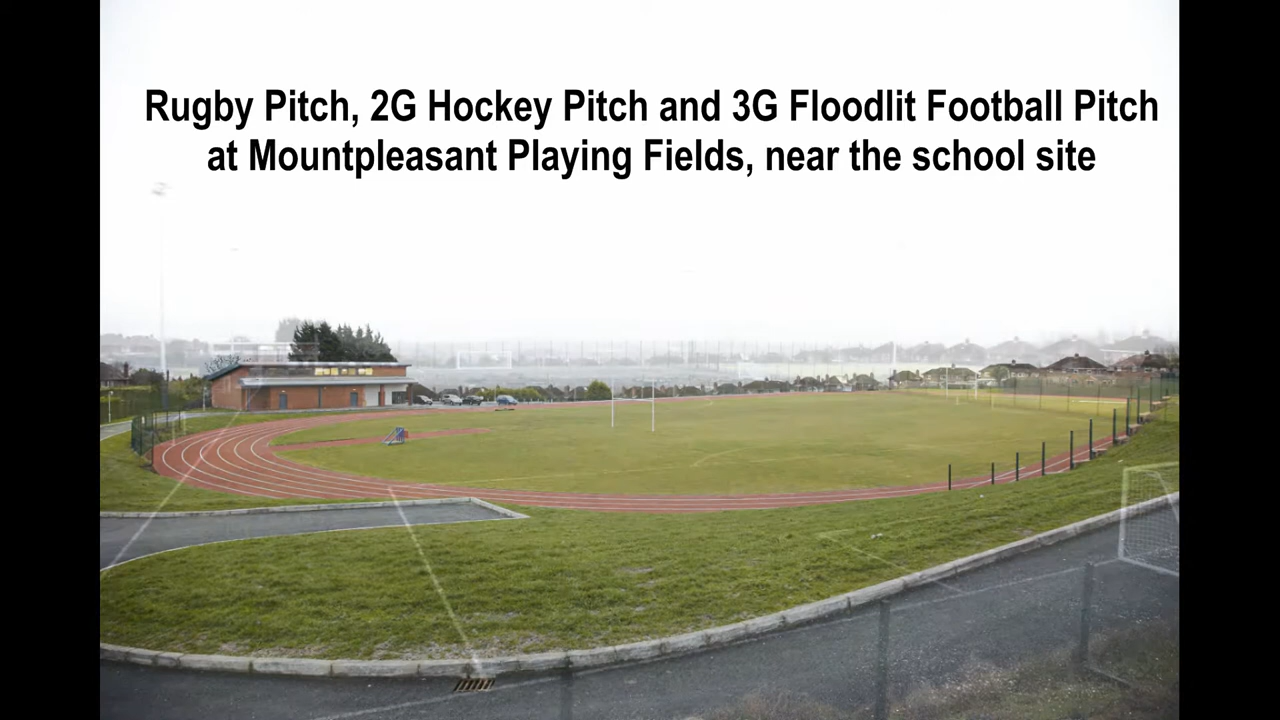 Rugby Pitch, 2G Hockey Pitch and 3G Floodlit Football Pitch
at Mountpleasant Playing Fields, near the school site